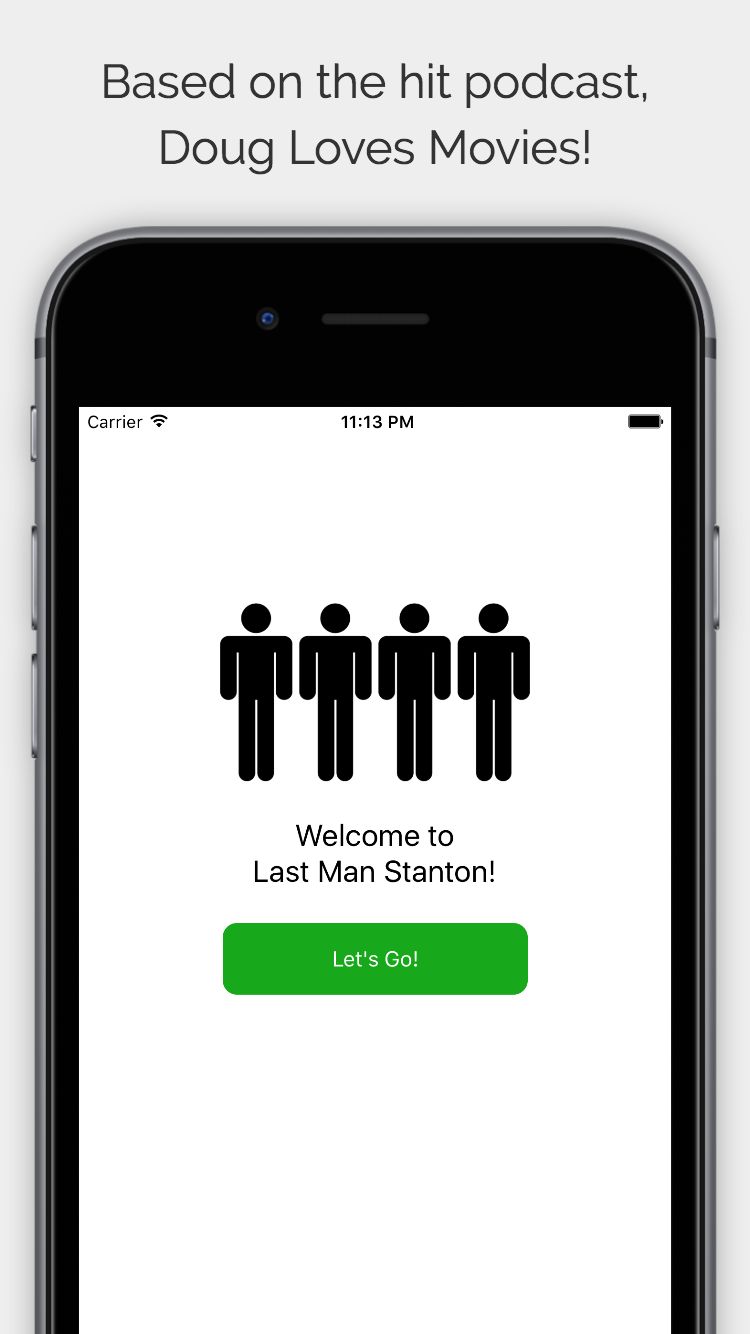 Based on the hit podcast,
Doug Loves Movies!
Carrier 11:13 PM
Welcome to
Last Man Stanton!
Let's Go!